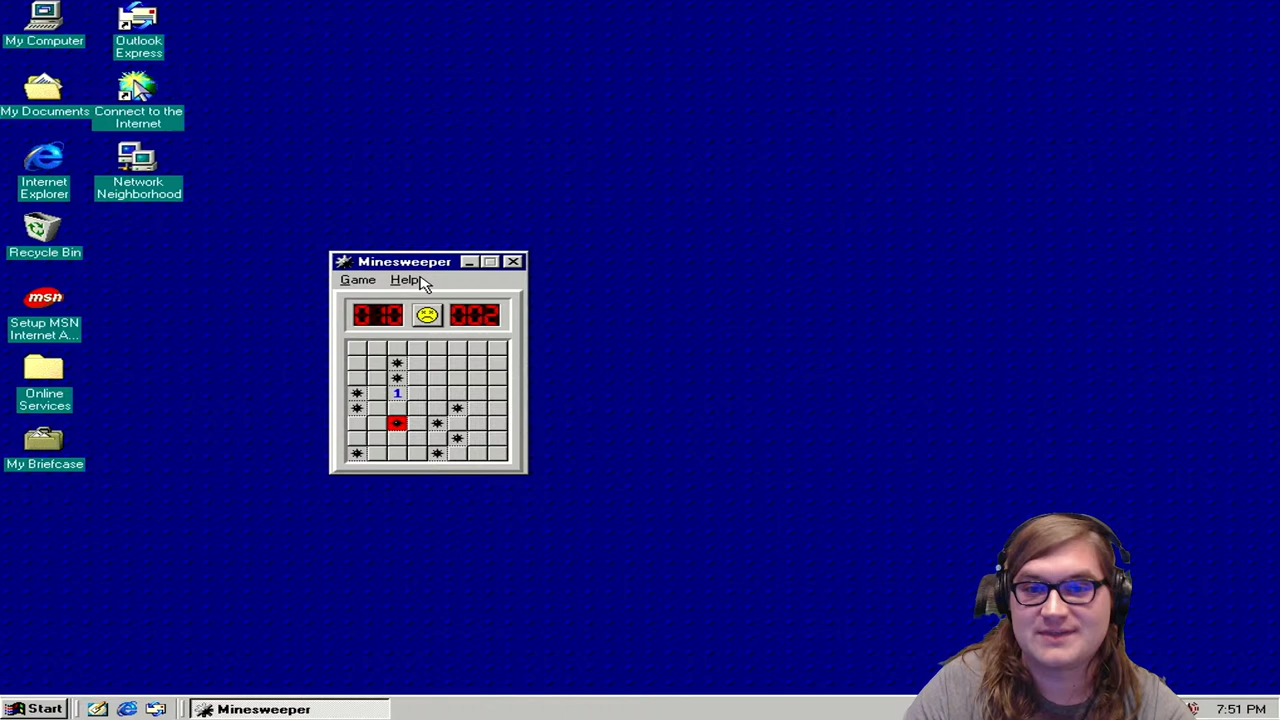 My Computer
Outlook
Express
My Documents
Connect to the
Internet
Internet
Explorer
Network
Neighborhood
Recycle Bin
msn
Setup MSN
Internet A...
Online
Services
My Briefcase
Minesweeper
Game Help
010 002
1
Start
Minesweeper
7:51 PM